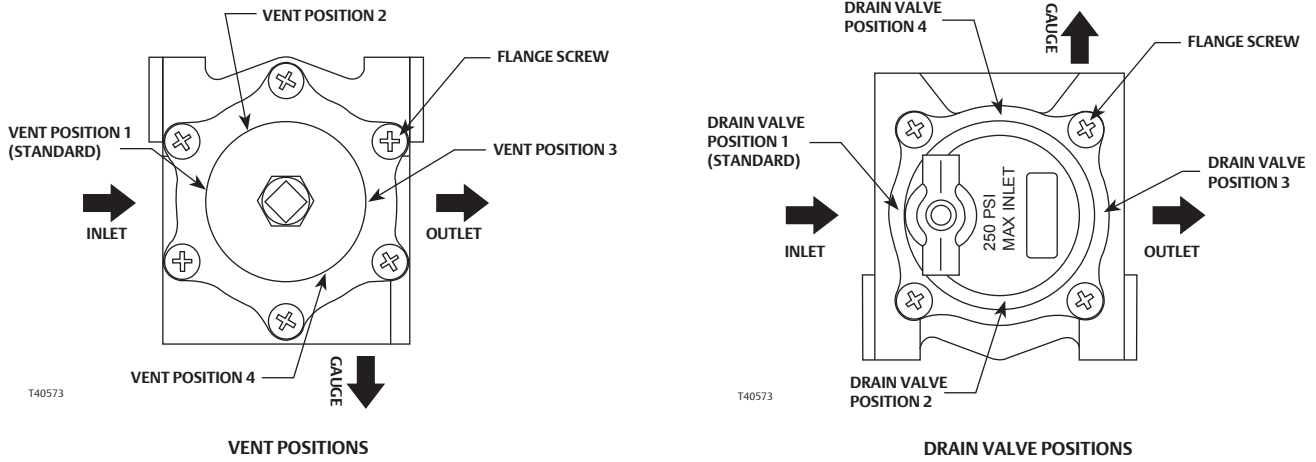 VENT POSITION 2
FLANGE SCREW
VENT POSITION 1
(STANDARD)
VENT POSITION 3
INLET
OUTLET
VENT POSITION 4
GAUGE
T40573
VENT POSITIONS
DRAIN VALVE
POSITION 4
GAUGE
FLANGE SCREW
DRAIN VALVE
POSITION 1
(STANDARD)
DRAIN VALVE
POSITION 3
250 PSI
MAX INLET
INLET
OUTLET
DRAIN VALVE
POSITION 2
T40573
DRAIN VALVE POSITIONS